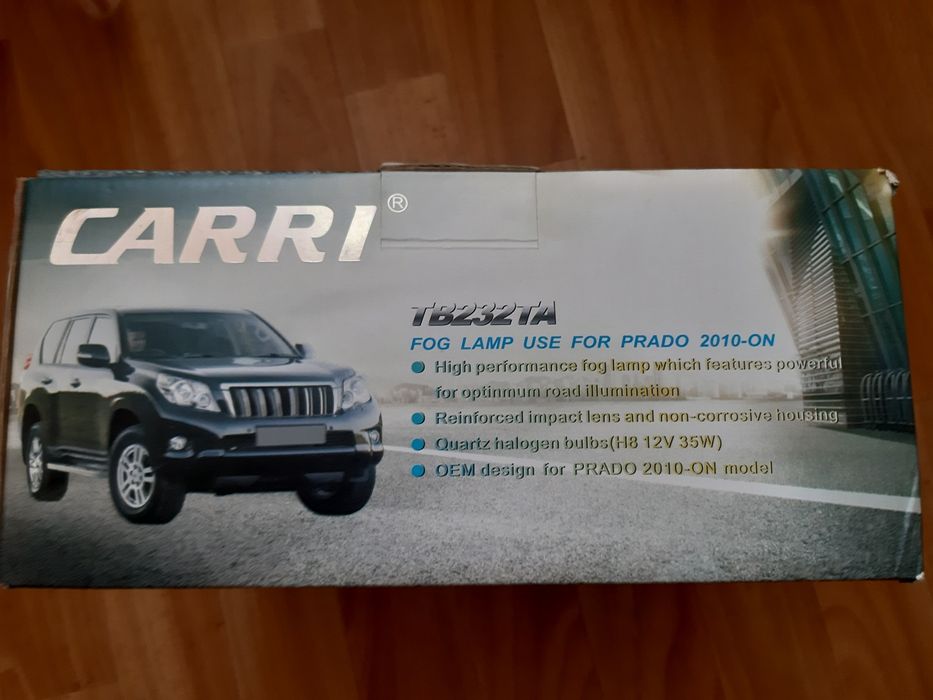 CARRI®
TB232TA
FOG LAMP USE FOR PRADO 2010-ON
High performance fog lamp which features powerful
for optinmum road illumination
Reinforced impact lens and non-corrosive housing
Quartz halogen bulbs(H8 12V 35W)
OEM design for PRADO 2010-ON model